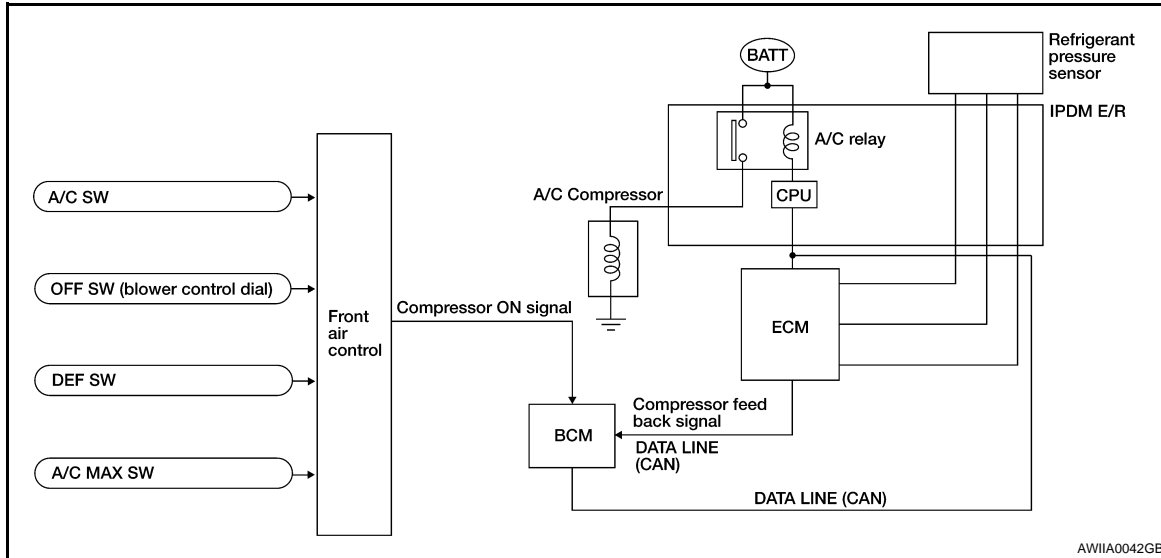 BATT
Refrigerant
pressure
sensor
IPDM E/R
A/C relay
CPU
A/C Compressor
A/C SW
OFF SW (blower control dial)
DEF SW
A/C MAX SW
Front
air
control
Compressor ON signal
ECM
BCM
Compressor feed
back signal
DATA LINE
(CAN)
DATA LINE (CAN)
AWIIA0042GB